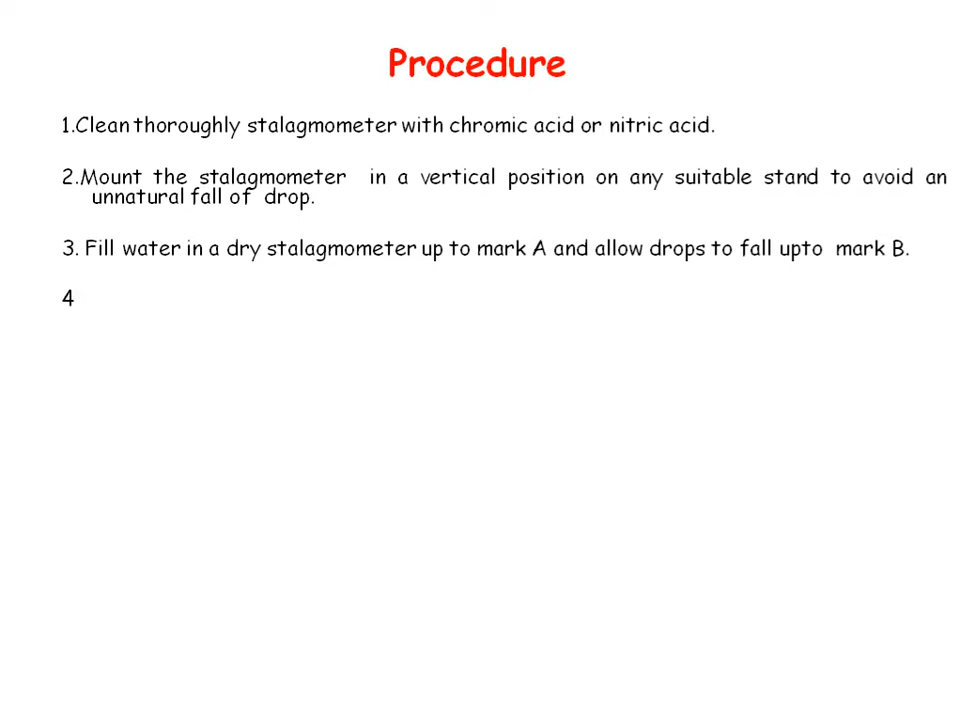 Procedure
1.Clean thoroughly stalagmometer with chromic acid or nitric acid.
2.Mount the stalagmometer in a vertical position on any suitable stand to avoid an
unnatural fall of drop.
3. Fill water in a dry stalagmometer up to mark A and allow drops to fall upto mark B.
4